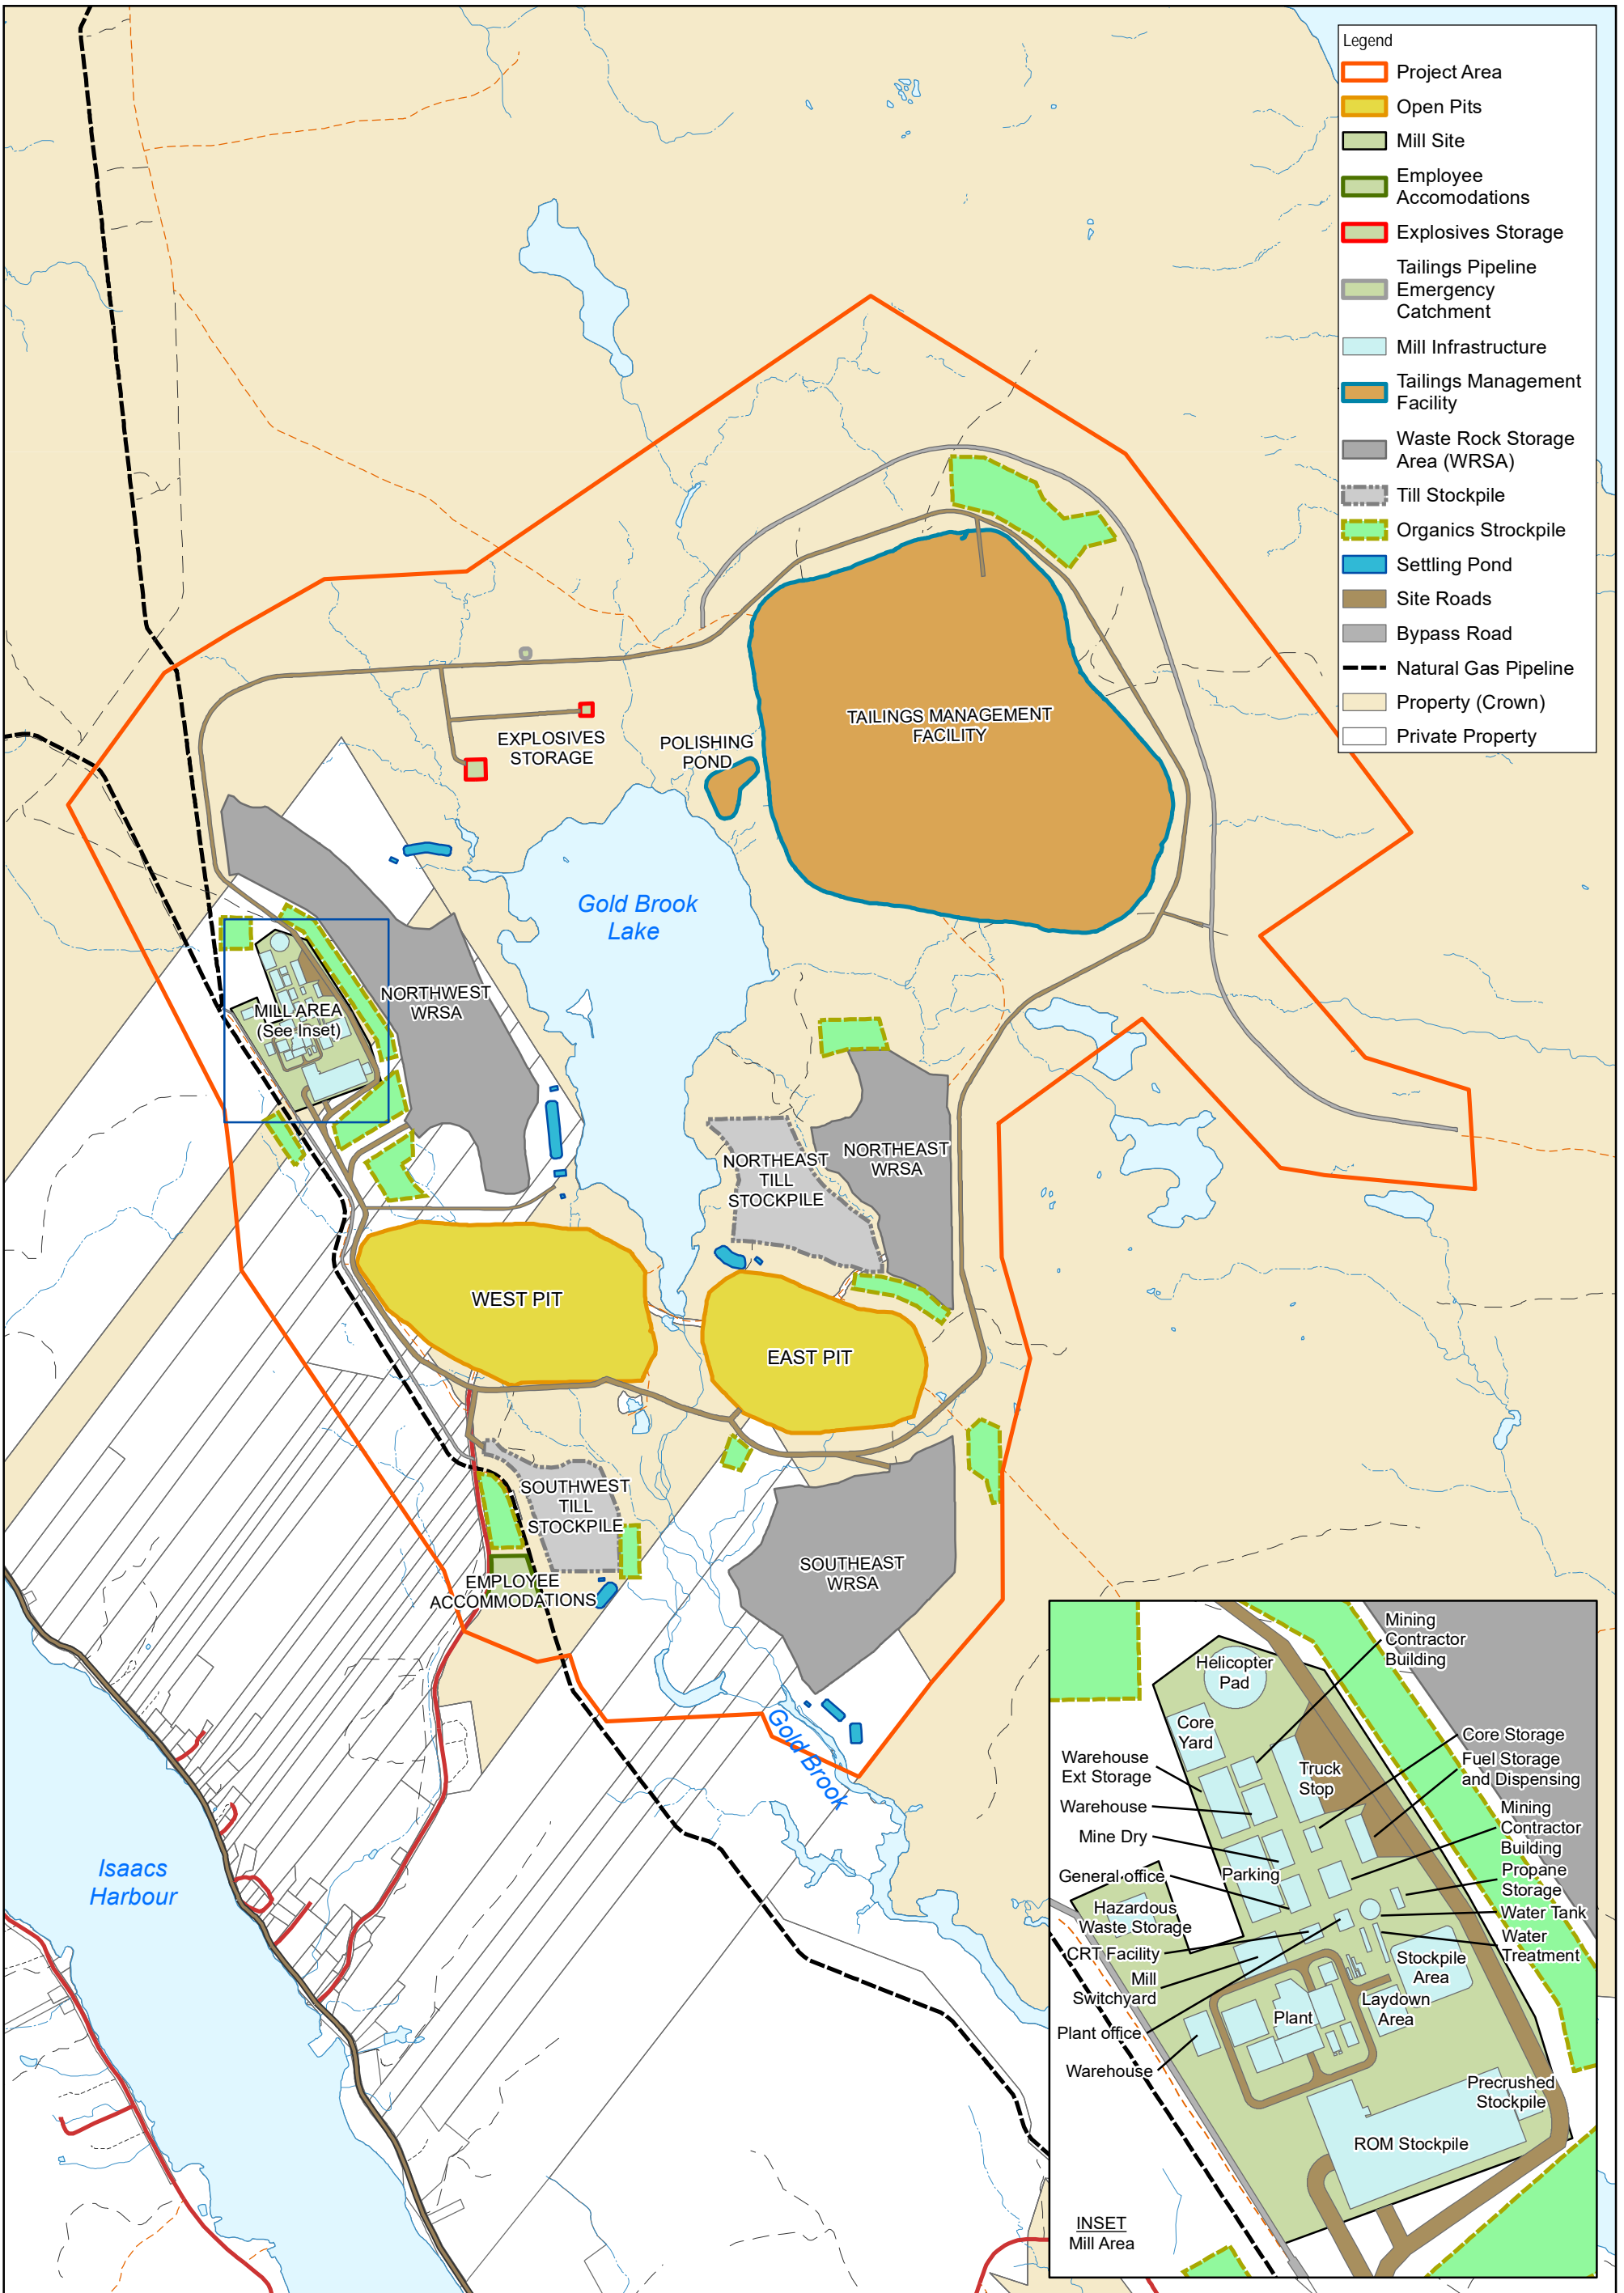 Legend
Project Area
Open Pits
Mill Site
Employee
Accomodations
Explosives Storage
Tailings Pipeline
Emergency
Catchment
Mill Infrastructure
Tailings Management
Facility
Waste Rock Storage
Area (WRSA)
Till Stockpile
Organics Strockpile
Settling Pond
Site Roads
Bypass Road
Natural Gas Pipeline
Property (Crown)
Private Property
TAILINGS MANAGEMENT
FACILITY
EXPLOSIVES
STORAGE
POLISHING
POND
Gold Brook
Lake
NORTHWEST
WRSA
MILL AREA
(See Inset)
NORTHEAST
WRSA
NORTHEAST
TILL
STOCKPILE
WEST PIT
EAST PIT
SOUTHWEST
TILL
STOCKPILE
SOUTHEAST
WRSA
EMPLOYEE
ACCOMMODATIONS
Gold Brook
Isaacs
Harbour
Mining
Contractor
Building
Helicopter
Pad
Core
Yard
Core Storage
Warehouse
Ext Storage
Truck
Stop
Fuel Storage
and Dispensing
Warehouse
Mining
Contractor
Building
Mine Dry
Parking
General office
Propane
Storage
Hazardous
Waste Storage
Water Tank
Water
Treatment
CRT Facility
Stockpile
Area
Mill
Switchyard
Laydown
Area
Plant
Plant office
Warehouse
Precrushed
Stockpile
ROM Stockpile
INSET
Mill Area